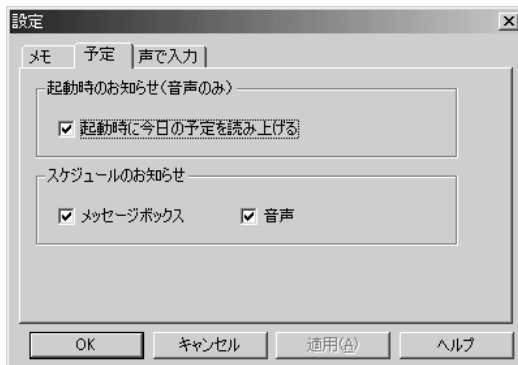 設定
メモ 予定 声で入力
起動時のお知らせ(音声のみ)
起動時に今日の予定を読み上げる
スケジュールのお知らせ
メッセージボックス 音声
OK キャンセル 適用(A) ヘルプ